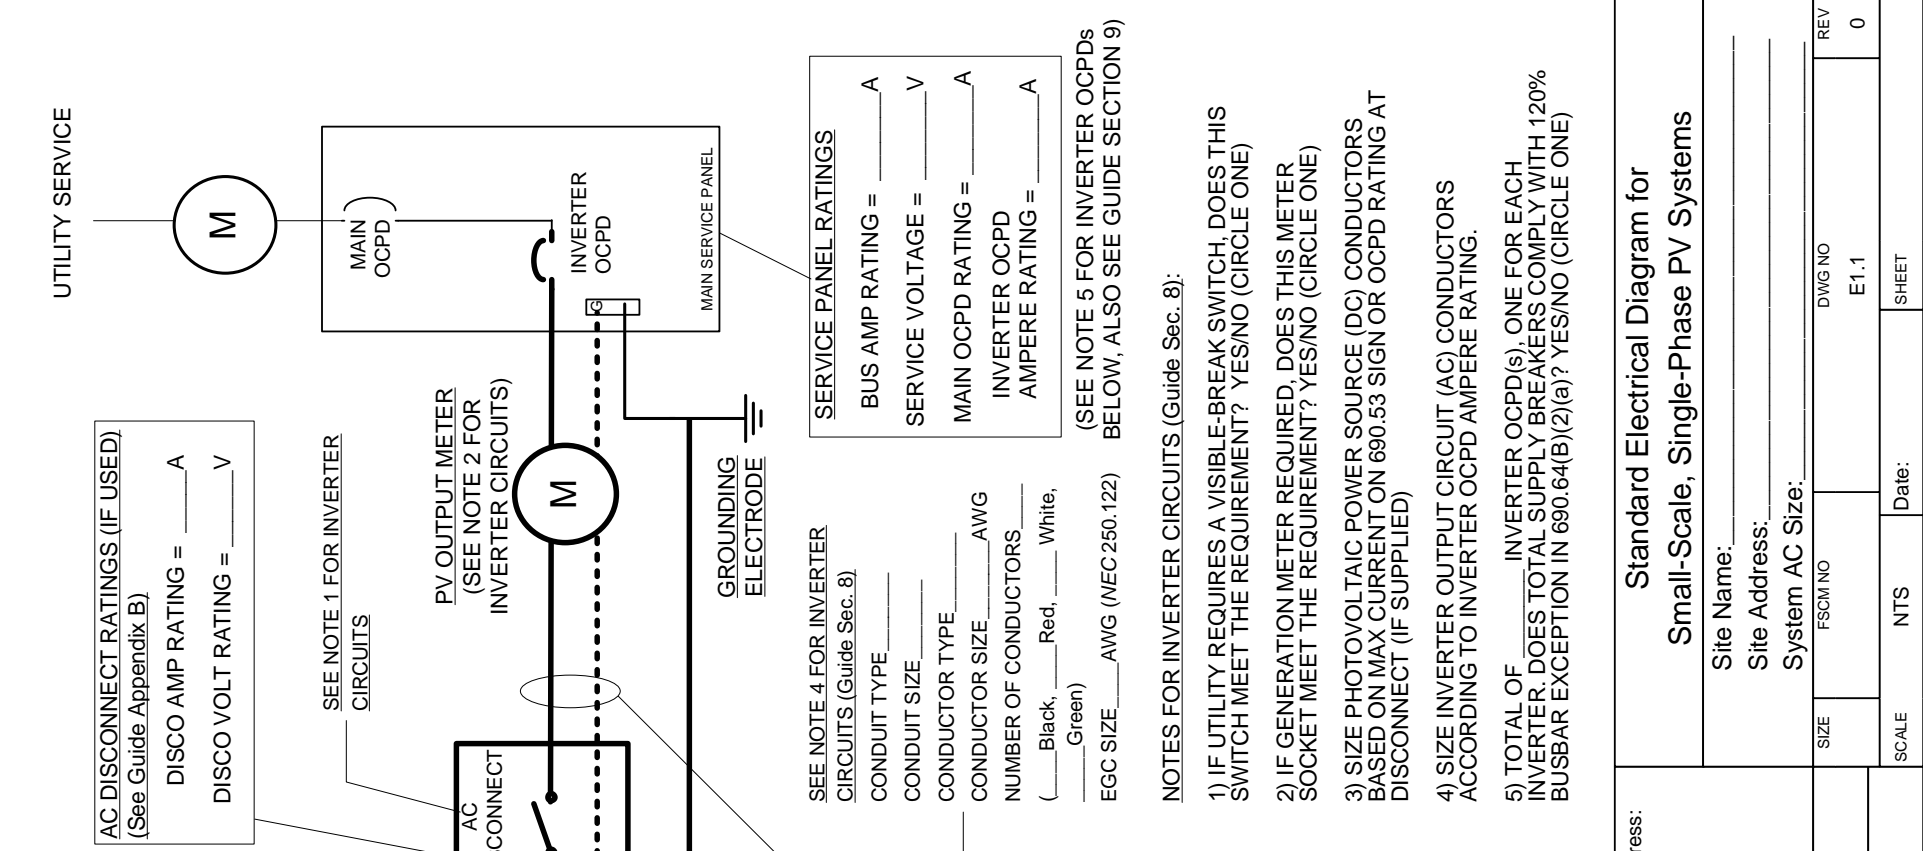 UTILITY SERVICE
M
MAIN
OCPD
INVERTER
OCPD
G
MAIN SERVICE PANEL
AC DISCONNECT RATINGS (IF USED)
(See Guide Appendix B)
DISCO AMP RATING = ______A
DISCO VOLT RATING = ______V
SEE NOTE 1 FOR INVERTER
CIRCUITS
PV OUTPUT METER
(SEE NOTE 2 FOR
INVERTER CIRCUITS)
M
AC
CONNECT
GROUNDING
ELECTRODE
SERVICE PANEL RATINGS
BUS AMP RATING = ______A
SERVICE VOLTAGE = ______V
MAIN OCPD RATING = ______A
INVERTER OCPD
AMPERE RATING = ______A
(SEE NOTE 5 FOR INVERTER OCPDs
BELOW, ALSO SEE GUIDE SECTION 9)
SEE NOTE 4 FOR INVERTER
CIRCUITS (Guide Sec. 8)
CONDUIT TYPE______
CONDUIT SIZE______
CONDUCTOR TYPE______
CONDUCTOR SIZE______AWG
NUMBER OF CONDUCTORS____
(___Black, ___Red, ___ White,
____Green)
EGC SIZE____AWG (NEC 250.122)
NOTES FOR INVERTER CIRCUITS (Guide Sec. 8):
1) IF UTILITY REQUIRES A VISIBLE-BREAK SWITCH, DOES THIS
SWITCH MEET THE REQUIREMENT? YES/NO (CIRCLE ONE)
2) IF GENERATION METER REQUIRED, DOES THIS METER
SOCKET MEET THE REQUIREMENT? YES/NO (CIRCLE ONE)
3) SIZE PHOTOVOLTAIC POWER SOURCE (DC) CONDUCTORS
BASED ON MAX CURRENT ON 690.53 SIGN OR OCPD RATING AT
DISCONNECT (IF SUPPLIED)
4) SIZE INVERTER OUTPUT CIRCUIT (AC) CONDUCTORS
ACCORDING TO INVERTER OCPD AMPERE RATING.
5) TOTAL OF ______ INVERTER OCPD(s), ONE FOR EACH
INVERTER. DOES TOTAL SUPPLY BREAKERS COMPLY WITH 120%
BUSBAR EXCEPTION IN 690.64(B)(2)(a)? YES/NO (CIRCLE ONE)
Standard Electrical Diagram for
Small-Scale, Single-Phase PV Systems
Site Name:
Site Address:
System AC Size:
SIZE
FSCM NO
DWG NO
E1.1
REV
0
SCALE
NTS
Date:
SHEET
ress: